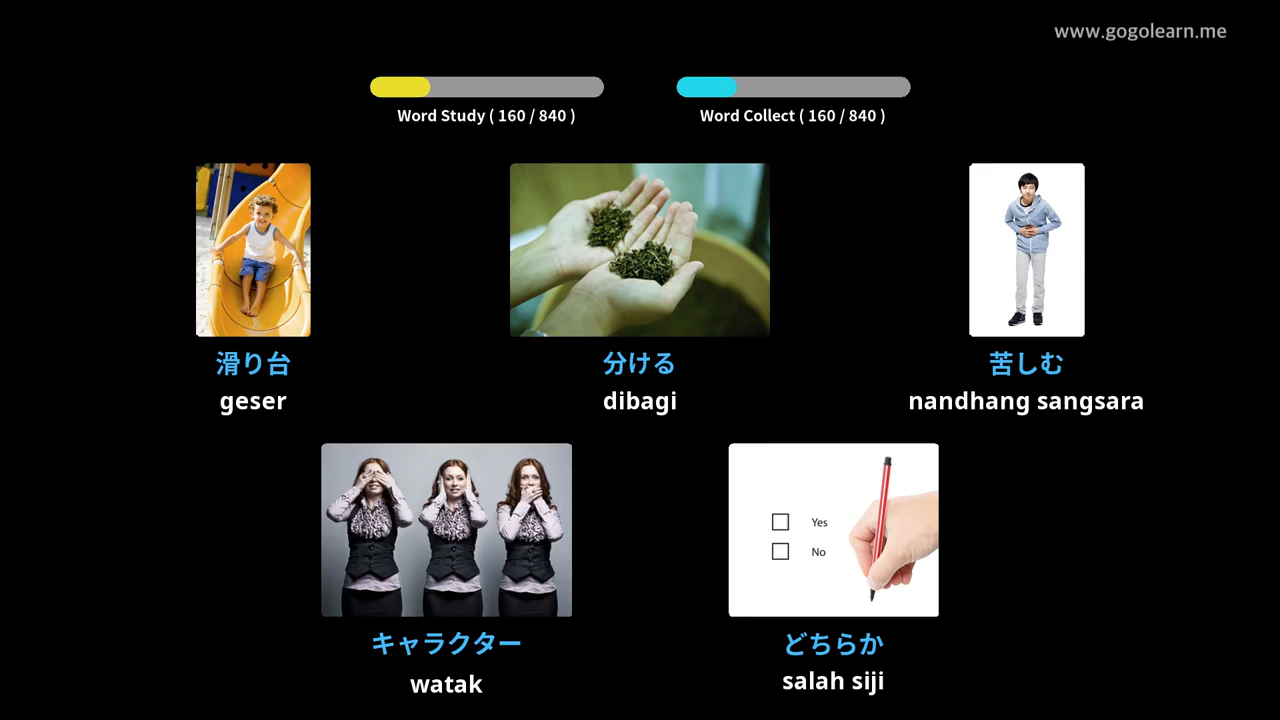 www.gogolearn.me
Word Study ( 160 / 840 )
Word Collect ( 160 / 840 )
滑り台
geser
分ける
dibagi
苦しむ
nandhang sangsara
キャラクター
watak
Yes
No
どちらか
salah siji